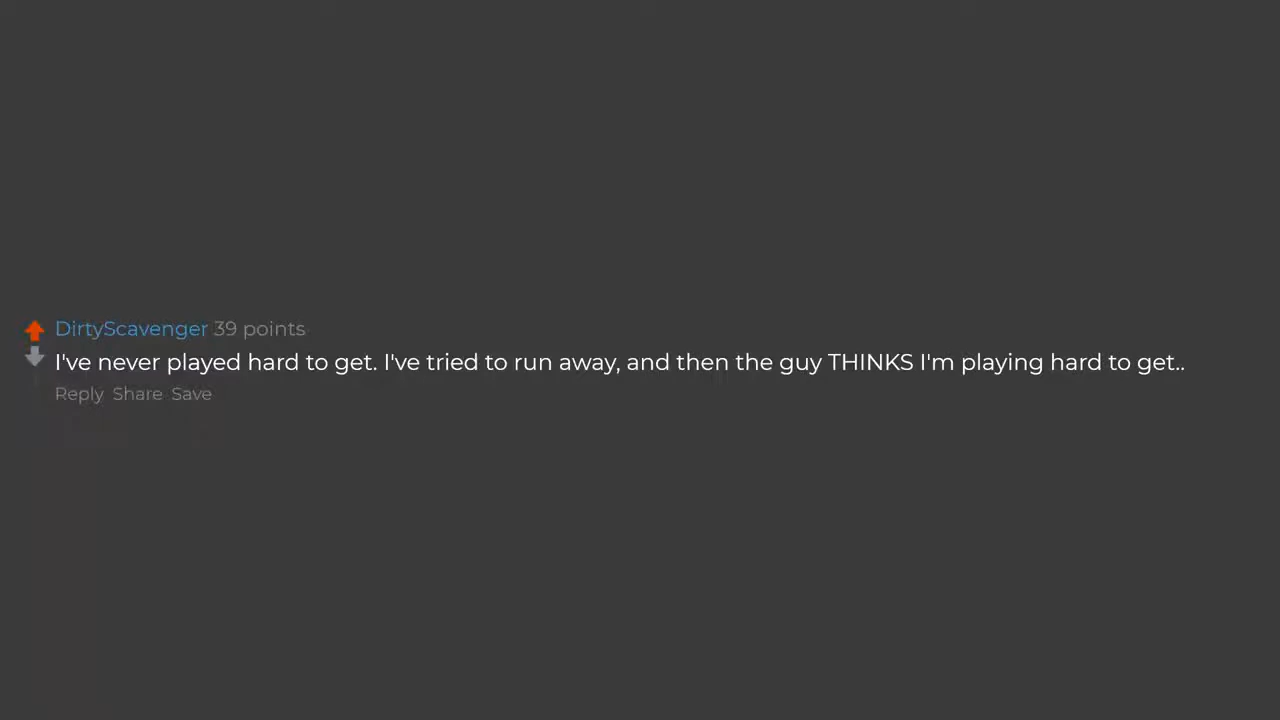 DirtyScavenger 39 points
I've never played hard to get. I've tried to run away, and then the guy THINKS I'm playing hard to get..
Reply Share Save